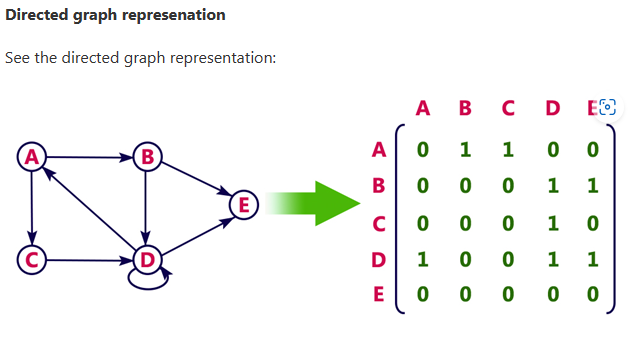 Directed graph represenation
See the directed graph representation:
A B C D E
A 0 1 1 0 0
B 0 0 0 1 1
C 0 0 0 1 0
D 1 0 0 1 1
E 0 0 0 0 0
A B
E
C D